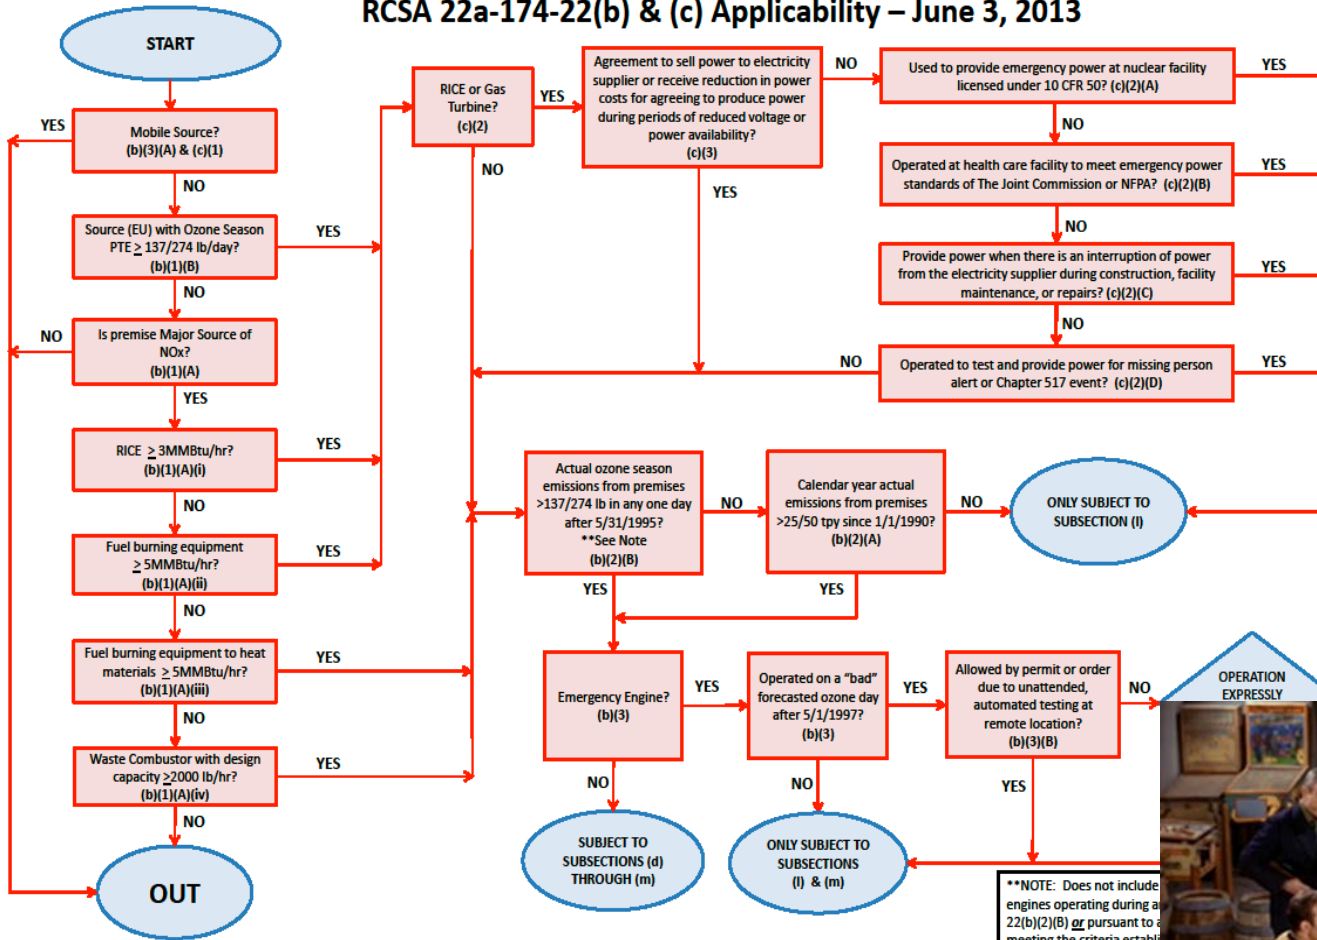 RCSA 22a-174-22(b) & (c) Applicability – June 3, 2013
START
YES
Mobile Source?
(b)(3)(A) & (c)(1)
NO
Source (EU) with Ozone Season
PTE ≥ 137/274 lb/day?
(b)(1)(B)
YES
NO
NO
Is premise Major Source of
NOx?
(b)(1)(A)
YES
RICE ≥ 3MMBtu/hr?
(b)(1)(A)(i)
YES
NO
Fuel burning equipment
≥ 5MMBtu/hr?
(b)(1)(A)(ii)
YES
NO
Fuel burning equipment to heat
materials ≥ 5MMBtu/hr?
(b)(1)(A)(iii)
YES
NO
Waste Combustor with design
capacity ≥2000 lb/hr?
(b)(1)(A)(iv)
YES
NO
OUT
RICE or Gas
Turbine?
(c)(2)
YES
NO
Agreement to sell power to electricity
supplier or receive reduction in power
costs for agreeing to produce power
during periods of reduced voltage or
power availability?
(c)(3)
NO
YES
Used to provide emergency power at nuclear facility
licensed under 10 CFR 50? (c)(2)(A)
YES
NO
Operated at health care facility to meet emergency power
standards of The Joint Commission or NFPA? (c)(2)(B)
YES
NO
Provide power when there is an interruption of power
from the electricity supplier during construction, facility
maintenance, or repairs? (c)(2)(C)
YES
NO
Operated to test and provide power for missing person
alert or Chapter 517 event? (c)(2)(D)
NO
YES
Actual ozone season
emissions from premises
>137/274 lb in any one day
after 5/31/1995?
**See Note
(b)(2)(B)
NO
YES
Calendar year actual
emissions from premises
>25/50 tpy since 1/1/1990?
(b)(2)(A)
NO
YES
ONLY SUBJECT TO
SUBSECTION (l)
Emergency Engine?
(b)(3)
YES
NO
Operated on a “bad”
forecasted ozone day
after 5/1/1997?
(b)(3)
YES
NO
Allowed by permit or order
due to unattended,
automated testing at
remote location?
(b)(3)(B)
NO
YES
OPERATION
EXPRESSLY
SUBJECT TO
SUBSECTIONS (d)
THROUGH (m)
ONLY SUBJECT TO
SUBSECTIONS
(l) & (m)
**NOTE: Does not include
engines operating during
22(b)(2)(B) or pursuant to
meeting the criteria